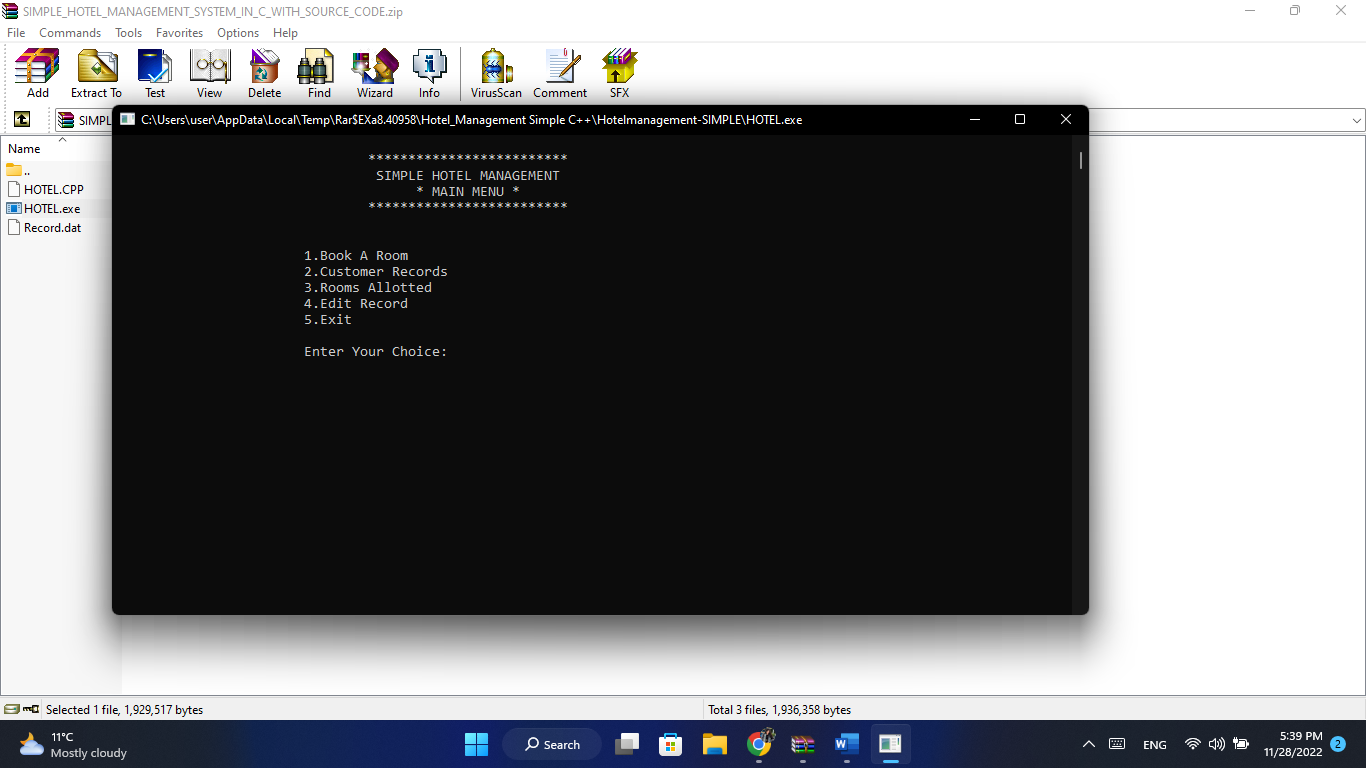 SIMPLE_HOTEL_MANAGEMENT_SYSTEM_IN_C_WITH_SOURCE_CODE.zip
File Commands Tools Favorites Options Help
Add Extract To Test View Delete Find Wizard Info VirusScan Comment SFX
SIMPL
C:\Users\user\AppData\Local\Temp\Rar$EXa8.40958\Hotel_Management Simple C++\Hotelmanagement-SIMPLE\HOTEL.exe
Name
..
HOTEL.CPP
HOTEL.exe
Record.dat
*************************
SIMPLE HOTEL MANAGEMENT
* MAIN MENU *
*************************
1.Book A Room
2.Customer Records
3.Rooms Allotted
4.Edit Record
5.Exit
Enter Your Choice:
Selected 1 file, 1,929,517 bytes
Total 3 files, 1,936,358 bytes
11°C
Mostly cloudy
Search
ENG
5:39 PM
11/28/2022
2